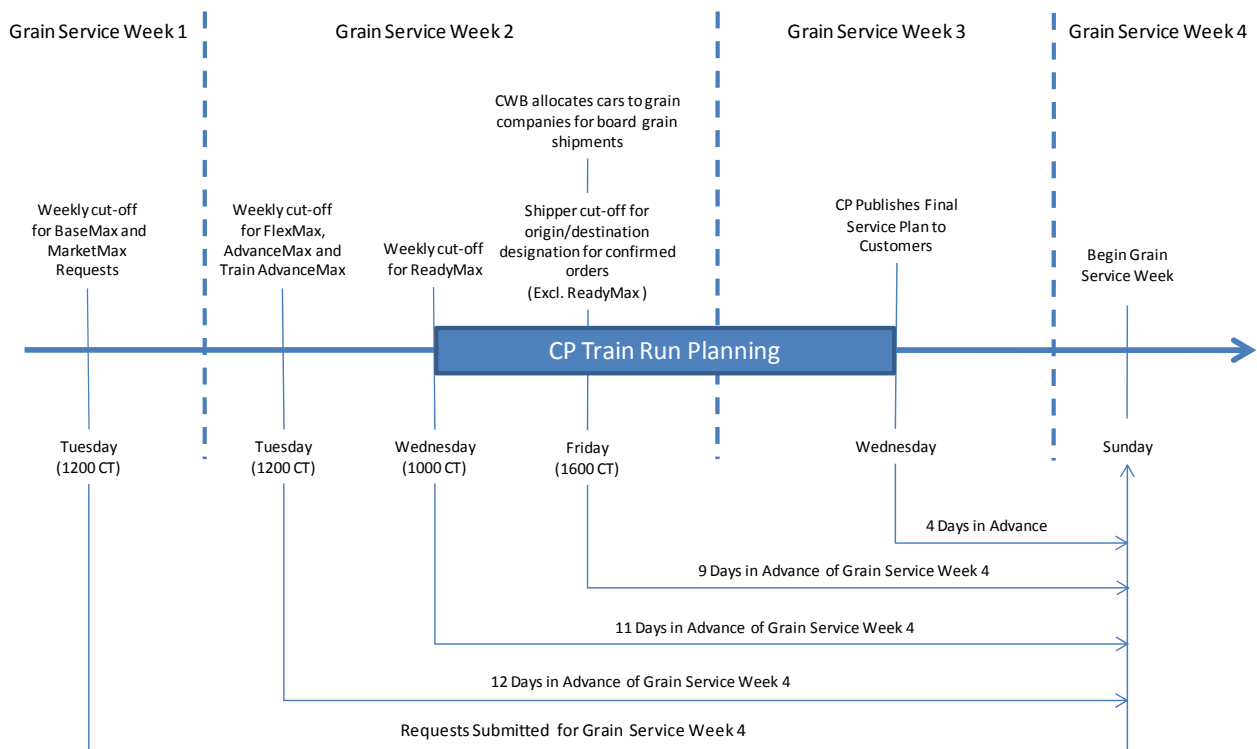 Grain Service Week 1
Grain Service Week 2
Grain Service Week 3
Grain Service Week 4
CWB allocates cars to grain
companies for board grain
shipments
Weekly cut-off
for BaseMax and
MarketMax
Requests
Weekly cut-off
for FlexMax,
AdvanceMax and
Train AdvanceMax
Weekly cut-off
for ReadyMax
Shipper cut-off for
origin/destination
designation for confirmed
orders
(Excl. ReadyMax )
CP Publishes Final
Service Plan to
Customers
Begin Grain
Service Week
CP Train Run Planning
Tuesday
(1200 CT)
Tuesday
(1200 CT)
Wednesday
(1000 CT)
Friday
(1600 CT)
Wednesday
Sunday
4 Days in Advance
9 Days in Advance of Grain Service Week 4
11 Days in Advance of Grain Service Week 4
12 Days in Advance of Grain Service Week 4
Requests Submitted for Grain Service Week 4